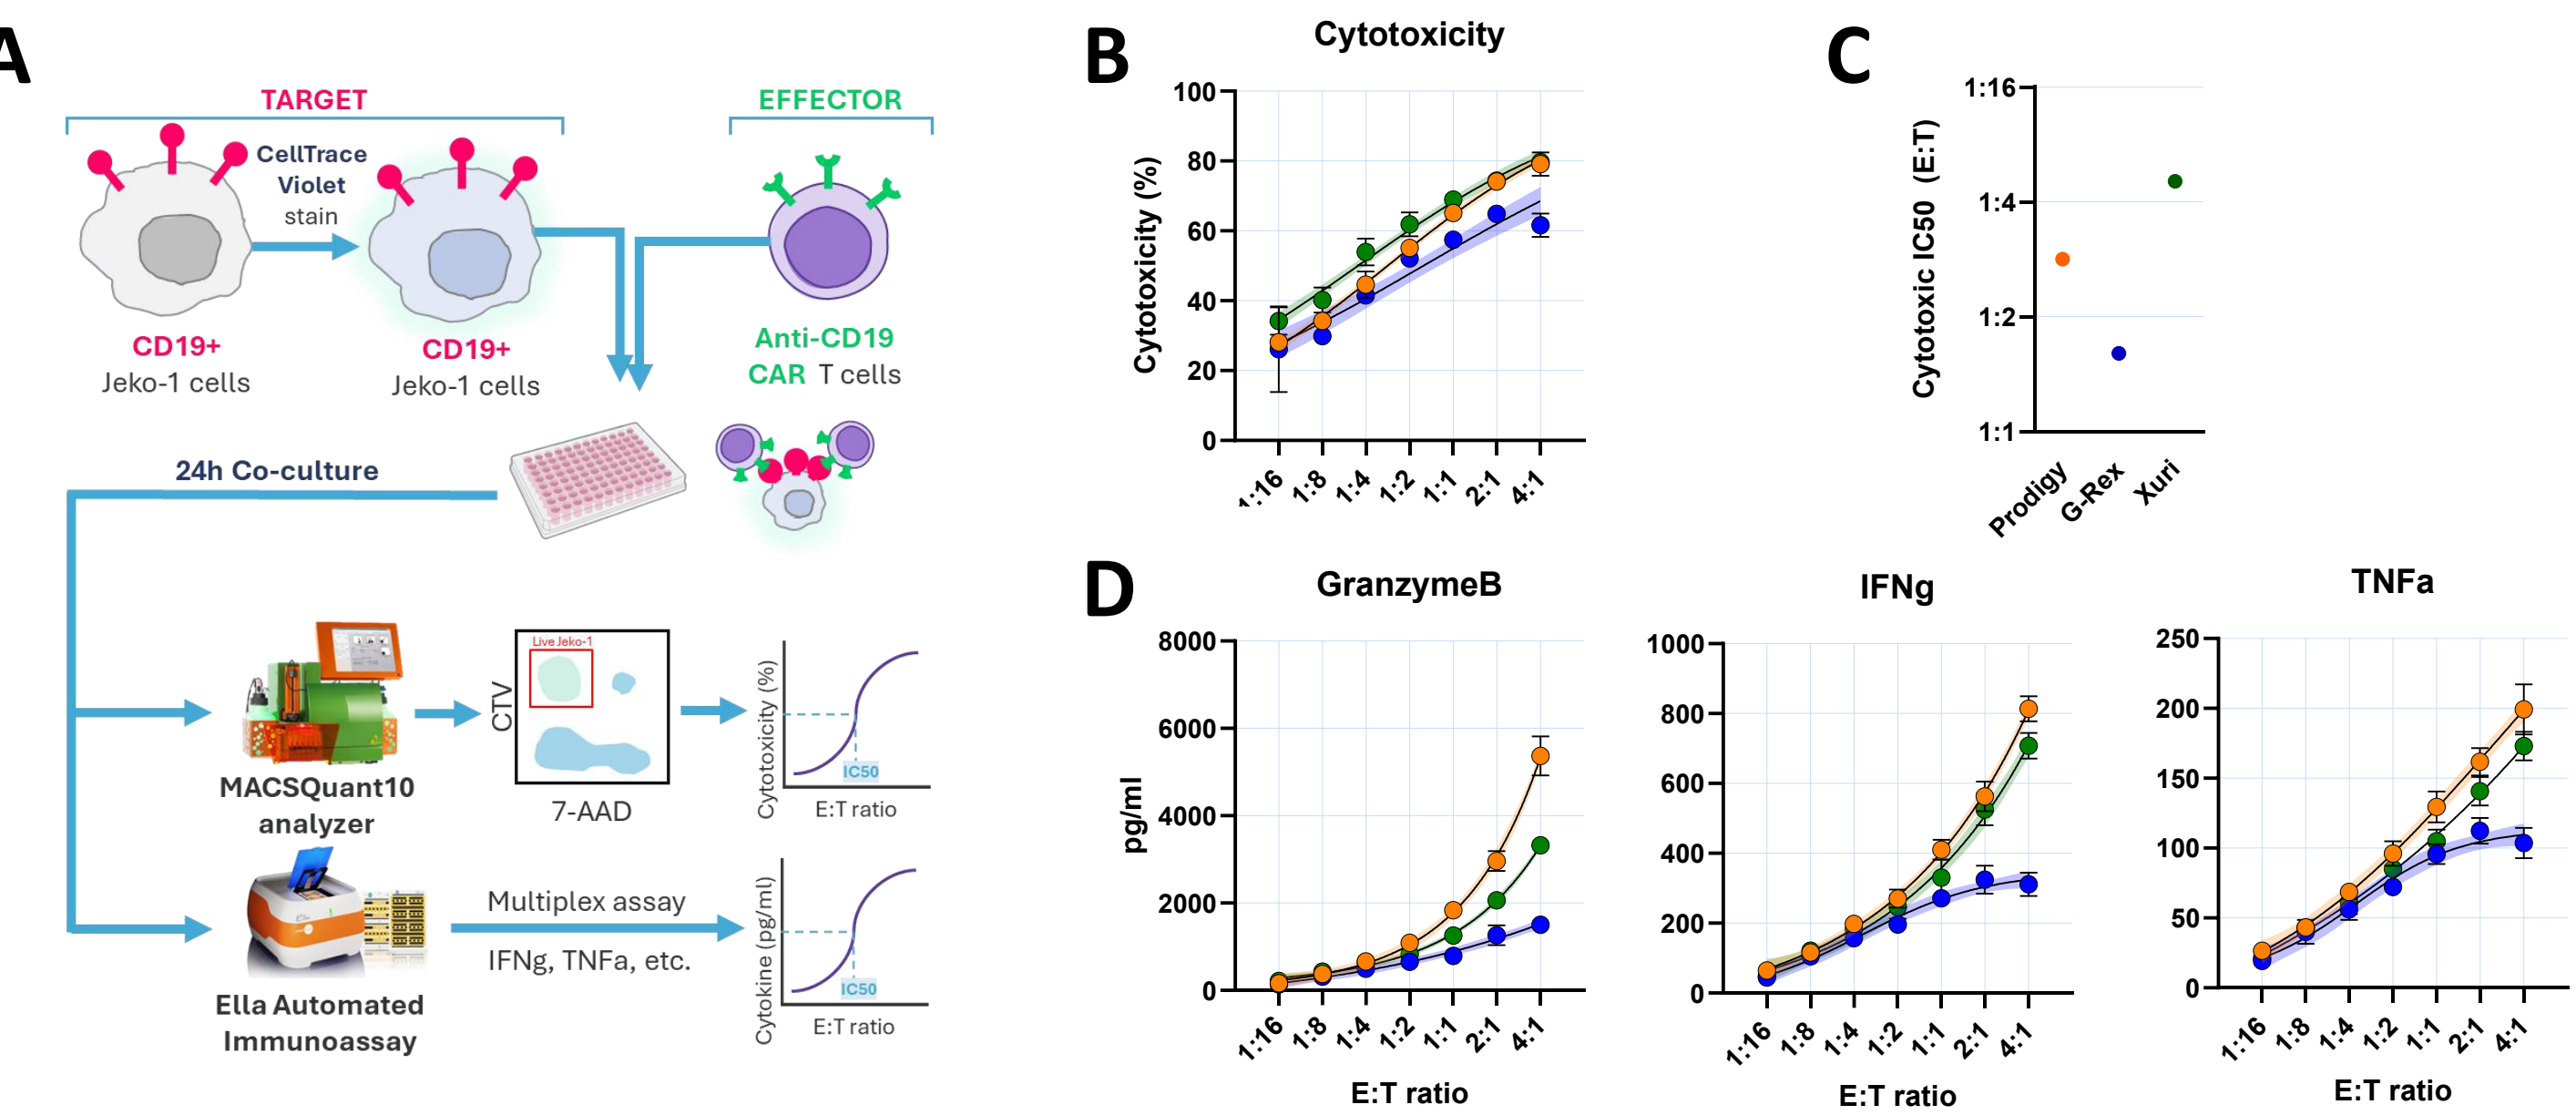 A
TARGET
EFFECTOR
CellTrace
Violet
stain
CD19+
Jeko-1 cells
CD19+
Jeko-1 cells
Anti-CD19
CAR T cells
24h Co-culture
MACSQuant10
analyzer
CTV
Live Jeko-1
7-AAD
Cytotoxicity (%)
IC50
E:T ratio
Ella Automated
Immunoassay
Multiplex assay
IFNg, TNFa, etc.
Cytokine (pg/ml)
IC50
E:T ratio
B
Cytotoxicity
Cytotoxicity (%)
100
80
60
40
20
0
1:16
1:8
1:4
1:2
1:1
2:1
4:1
C
Cytotoxic IC50 (E:T)
1:16
1:4
1:2
1:1
Prodigy
G-Rex
Xuri
D
GranzymeB
pg/ml
8000
6000
4000
2000
0
1:16
1:8
1:4
1:2
1:1
2:1
4:1
E:T ratio
IFNg
1000
800
600
400
200
0
1:16
1:8
1:4
1:2
1:1
2:1
4:1
E:T ratio
TNFa
250
200
150
100
50
0
1:16
1:8
1:4
1:2
1:1
2:1
4:1
E:T ratio